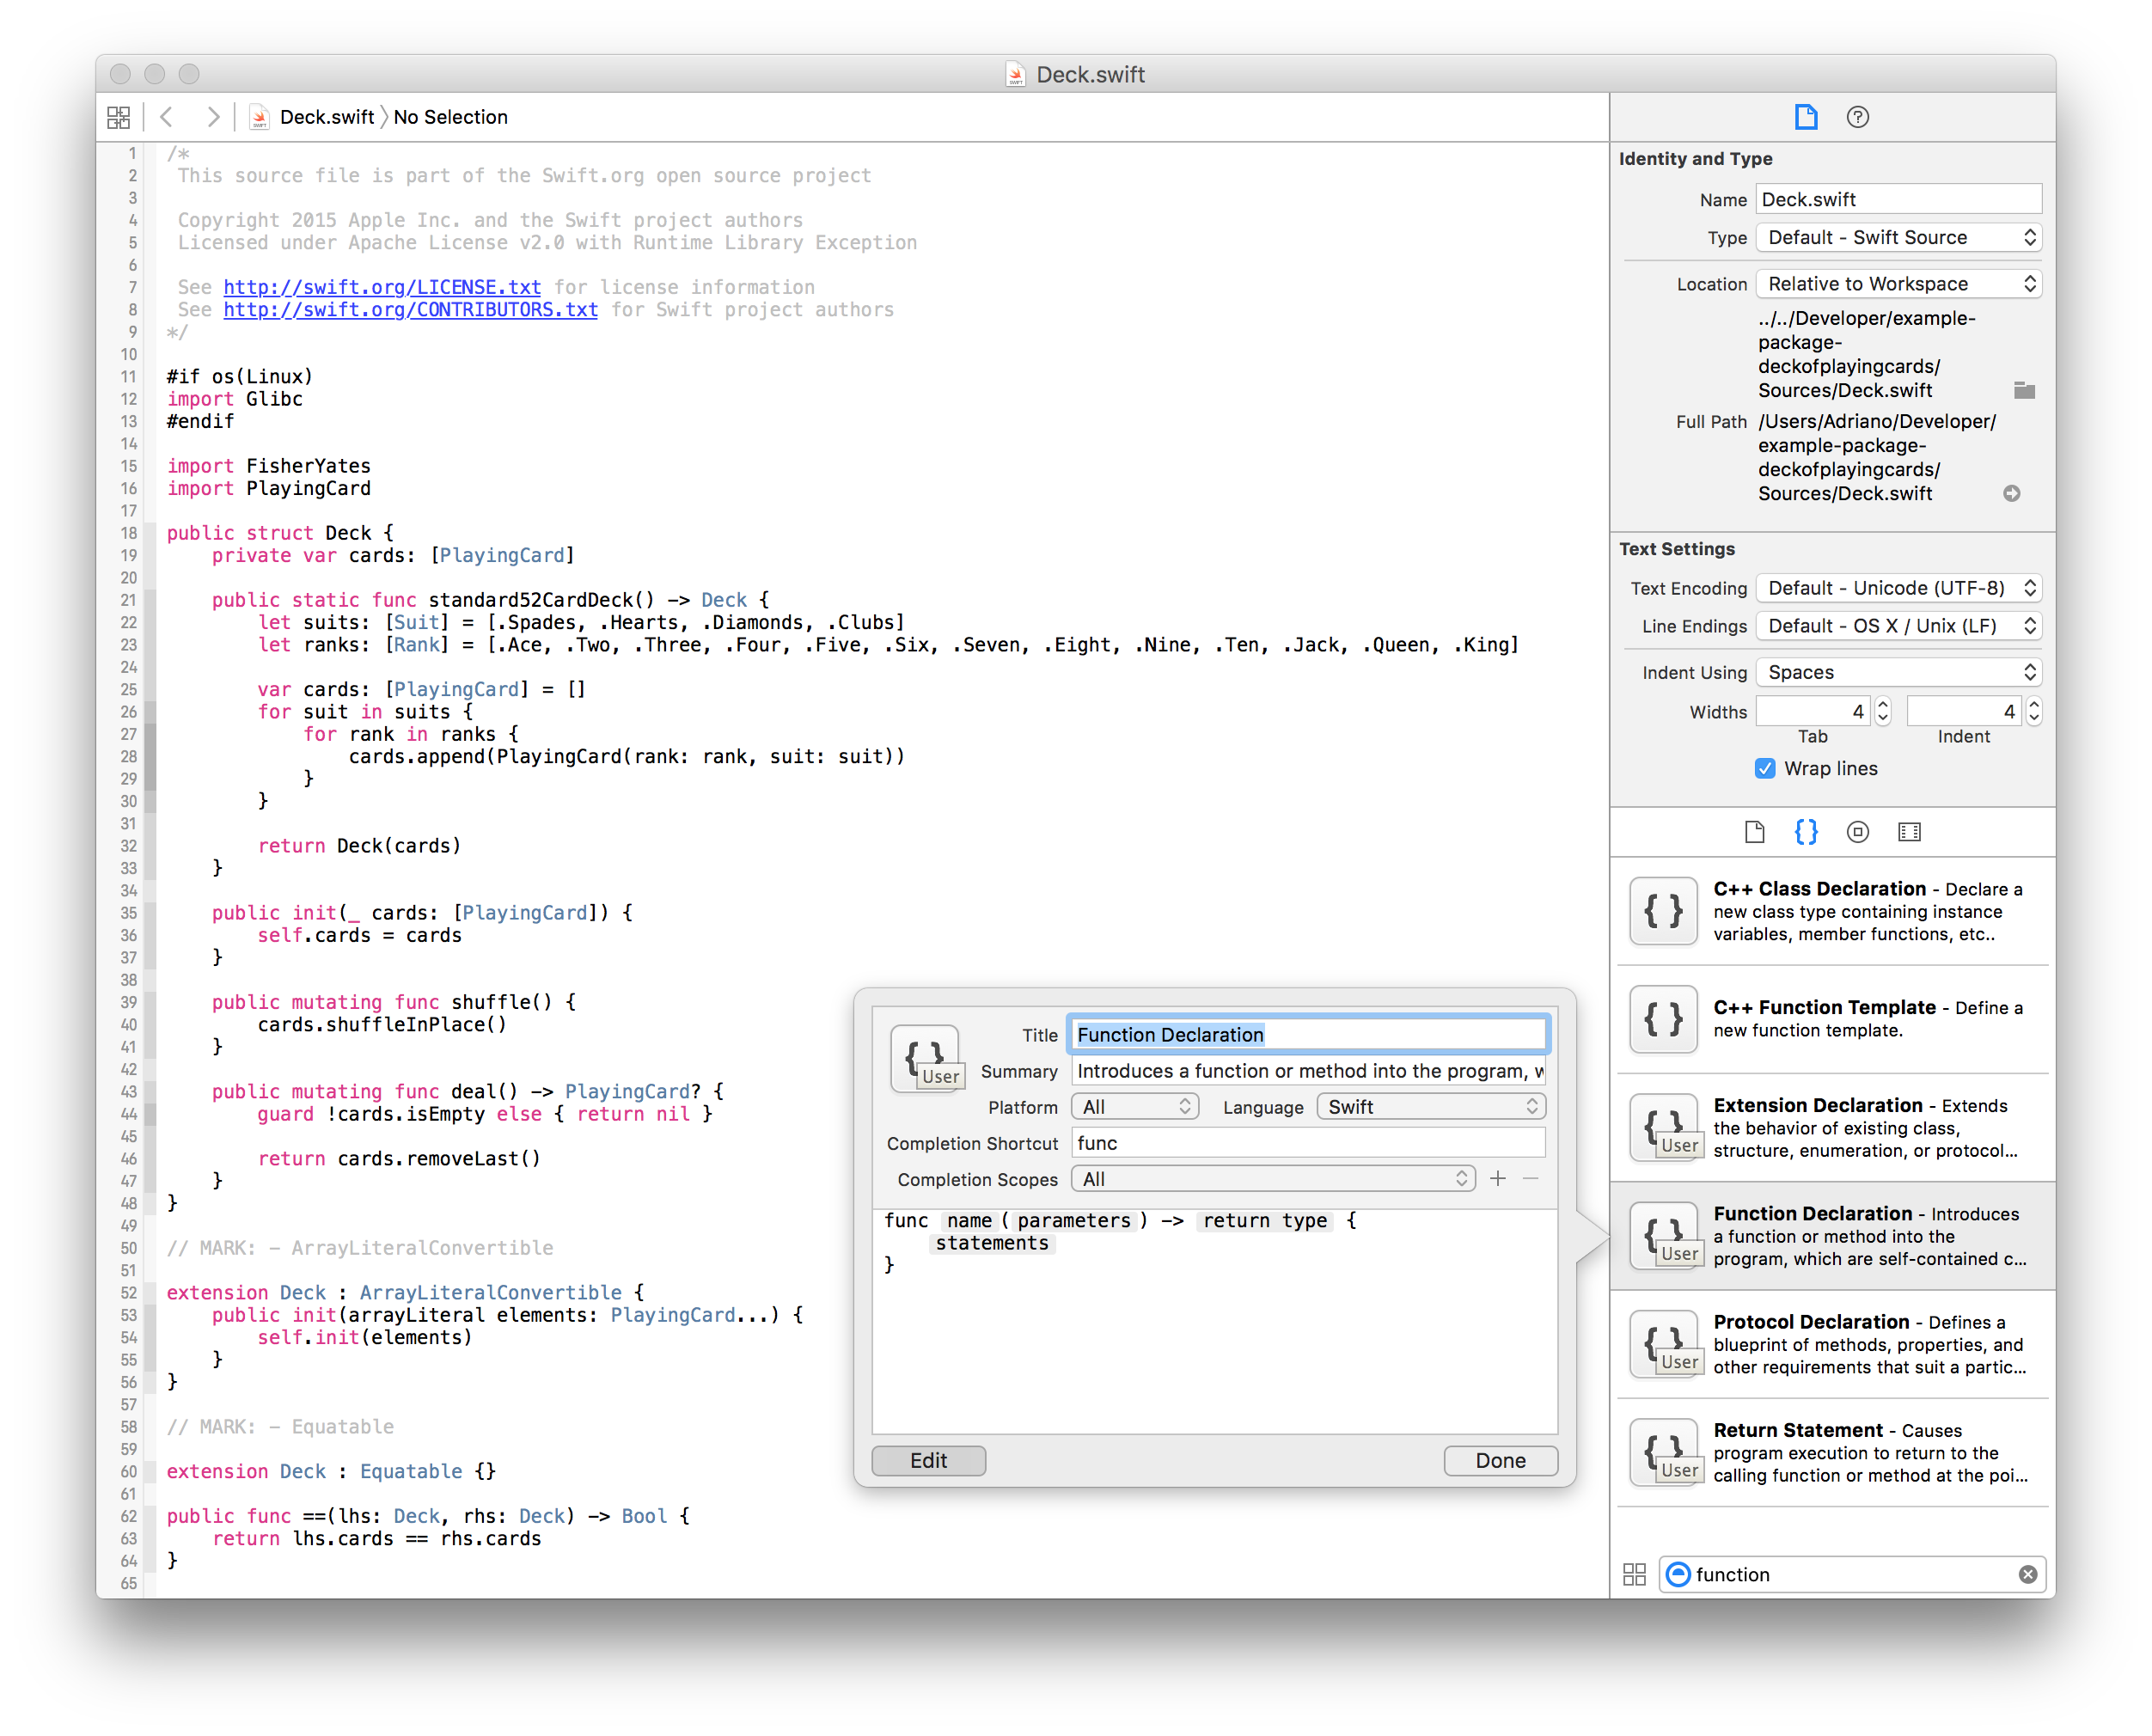 Deck.swift
Deck.swift 〉No Selection
1 /*
2  This source file is part of the Swift.org open source project
3
4  Copyright 2015 Apple Inc. and the Swift project authors
5  Licensed under Apache License v2.0 with Runtime Library Exception
6
7  See http://swift.org/LICENSE.txt for license information
8  See http://swift.org/CONTRIBUTORS.txt for Swift project authors
9 */
10
11 #if os(Linux)
12 import Glibc
13 #endif
14
15 import FisherYates
16 import PlayingCard
17
18 public struct Deck {
19     private var cards: [PlayingCard]
20
21     public static func standard52CardDeck() -> Deck {
22         let suits: [Suit] = [.Spades, .Hearts, .Diamonds, .Clubs]
23         let ranks: [Rank] = [.Ace, .Two, .Three, .Four, .Five, .Six, .Seven, .Eight, .Nine, .Ten, .Jack, .Queen, .King]
24
25         var cards: [PlayingCard] = []
26         for suit in suits {
27             for rank in ranks {
28                 cards.append(PlayingCard(rank: rank, suit: suit))
29             }
30         }
31
32         return Deck(cards)
33     }
34
35     public init(_ cards: [PlayingCard]) {
36         self.cards = cards
37     }
38
39     public mutating func shuffle() {
40         cards.shuffleInPlace()
41     }
42
43     public mutating func deal() -> PlayingCard? {
44         guard !cards.isEmpty else { return nil }
45
46         return cards.removeLast()
47     }
48 }
49
50 // MARK: - ArrayLiteralConvertible
51
52 extension Deck : ArrayLiteralConvertible {
53     public init(arrayLiteral elements: PlayingCard...) {
54         self.init(elements)
55     }
56 }
57
58 // MARK: - Equatable
59
60 extension Deck : Equatable {}
61
62 public func ==(lhs: Deck, rhs: Deck) -> Bool {
63     return lhs.cards == rhs.cards
64 }
65
{ }
User
Title Function Declaration
Summary Introduces a function or method into the program, w
Platform All Language Swift
Completion Shortcut func
Completion Scopes All
func name(parameters) -> return type {
    statements
}
Edit Done
Identity and Type
Name Deck.swift
Type Default - Swift Source
Location Relative to Workspace
../../Developer/example-
package-
deckofplayingcards/
Sources/Deck.swift
Full Path /Users/Adriano/Developer/
example-package-
deckofplayingcards/
Sources/Deck.swift
Text Settings
Text Encoding Default - Unicode (UTF-8)
Line Endings Default - OS X / Unix (LF)
Indent Using Spaces
Widths 4 4
Tab Indent
Wrap lines
{ }
{ } C++ Class Declaration - Declare a
new class type containing instance
variables, member functions, etc..
{ } C++ Function Template - Define a
new function template.
{ } User Extension Declaration - Extends
the behavior of existing class,
structure, enumeration, or protocol...
{ } User Function Declaration - Introduces
a function or method into the
program, which are self-contained c...
{ } User Protocol Declaration - Defines a
blueprint of methods, properties, and
other requirements that suit a partic...
{ } User Return Statement - Causes
program execution to return to the
calling function or method at the poi...
function